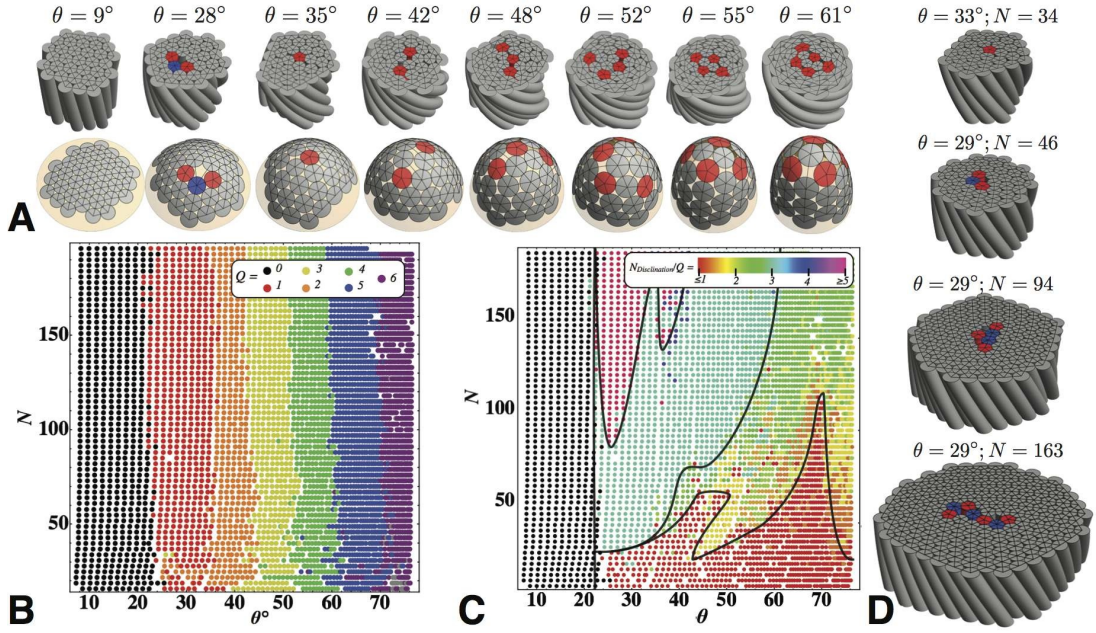 θ = 9° θ = 28° θ = 35° θ = 42° θ = 48° θ = 52° θ = 55° θ = 61°
A
θ = 33°; N = 34
θ = 29°; N = 46
θ = 29°; N = 94
θ = 29°; N = 163
D
Q = 0 3
4 6
1 2 5
N
150
100
50
10 20 30 40 50 60 70
θ°
B
N_Disclination/Q =
≤1 2 3 4 ≥5
N
150
100
50
10 20 30 40 50 60 70
θ
C